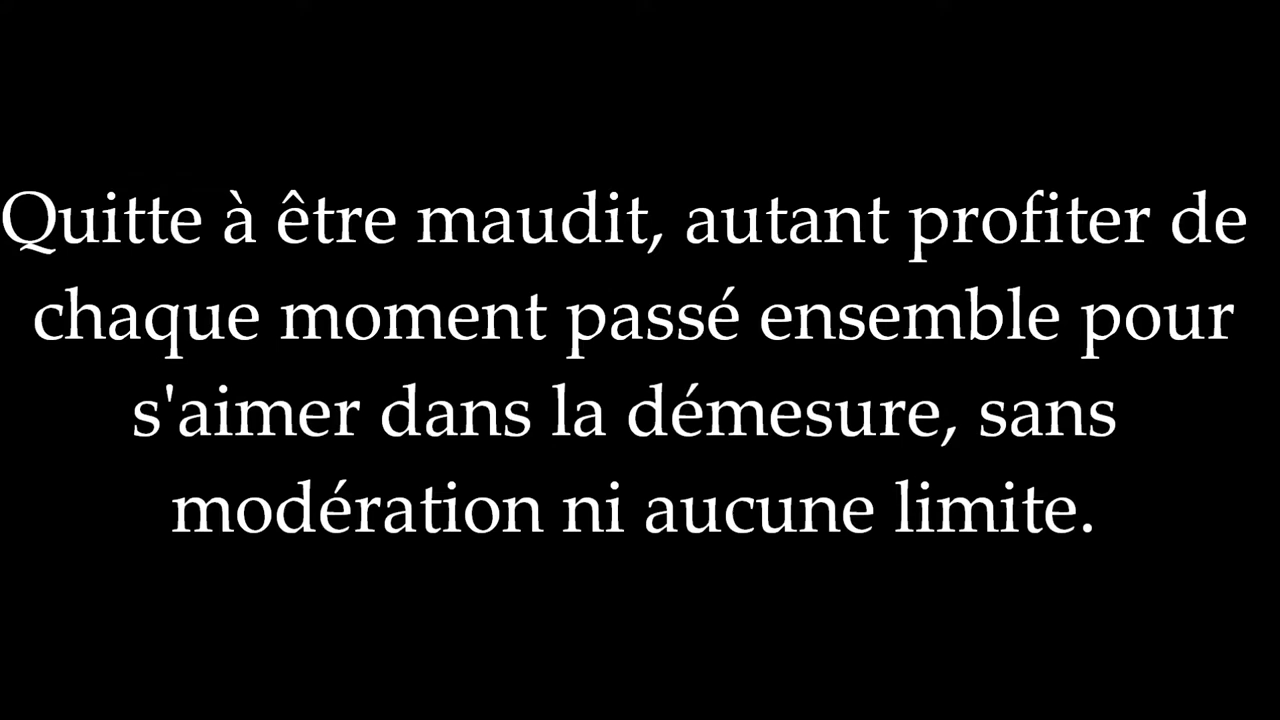 Quitte à être maudit, autant profiter de
chaque moment passé ensemble pour
s'aimer dans la démesure, sans
modération ni aucune limite.